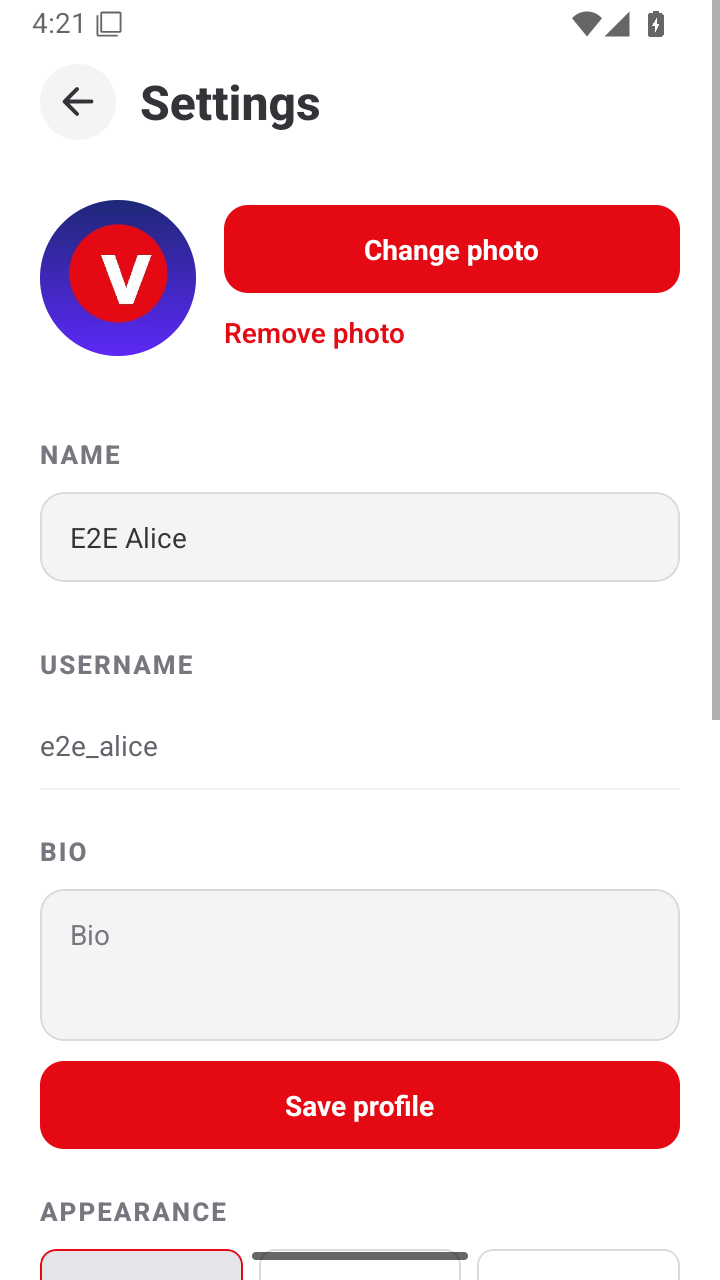 4:21
Settings
V
Change photo
Remove photo
NAME
E2E Alice
USERNAME
e2e_alice
BIO
Bio
Save profile
APPEARANCE